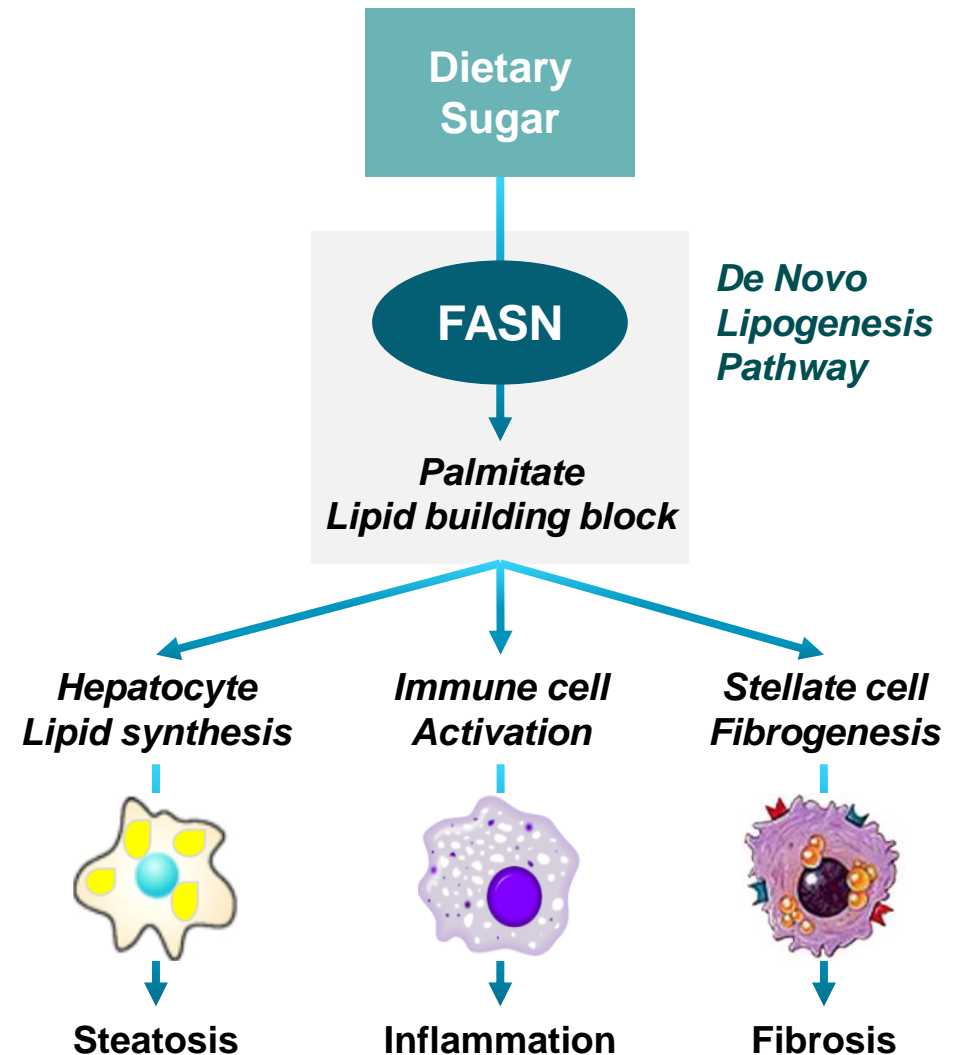 Dietary
Sugar
FASN
De Novo
Lipogenesis
Pathway
Palmitate
Lipid building block
Hepatocyte
Lipid synthesis
Immune cell
Activation
Stellate cell
Fibrogenesis
Steatosis
Inflammation
Fibrosis